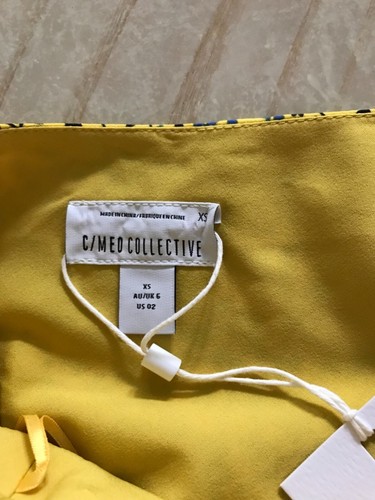 MADE IN CHINA/FABRIQUE EN CHINE
XS
C/MEO COLLECTIVE
XS
AU/UK 6
US 02